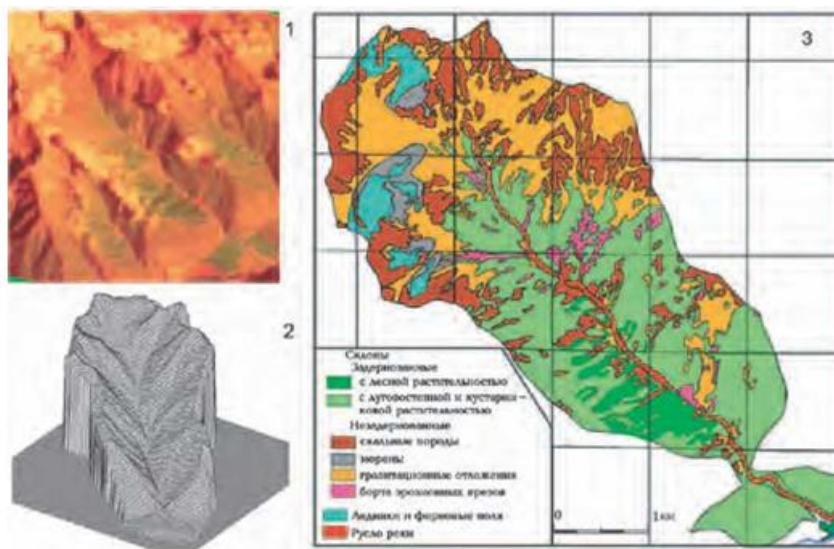 1
2
3
Склоны
Задернованные
с лесной растительностью
с луговостепной и кустарни-
ковой растительностью
Незадернованные
скальные породы
морены
гравитационные отложения
борта эрозионных врезов
Ледники и фирновые поля
Русло реки
0 1км